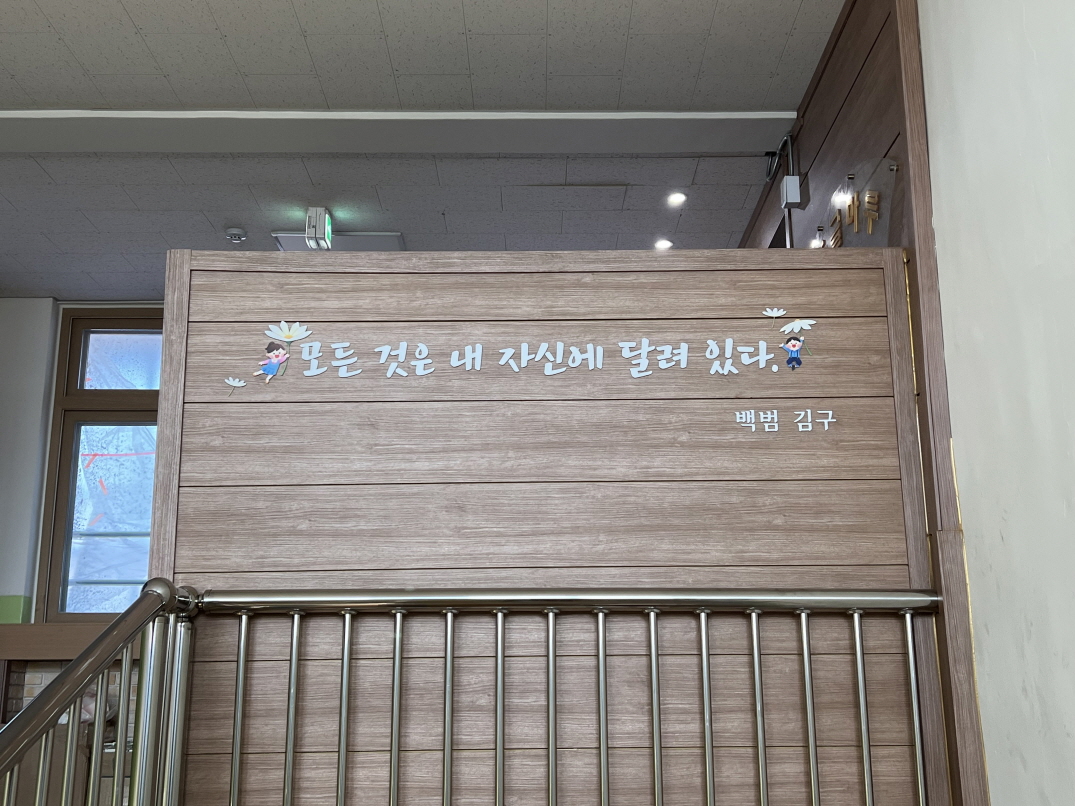 모든 것은 내 자신에 달려 있다.
백범 김구